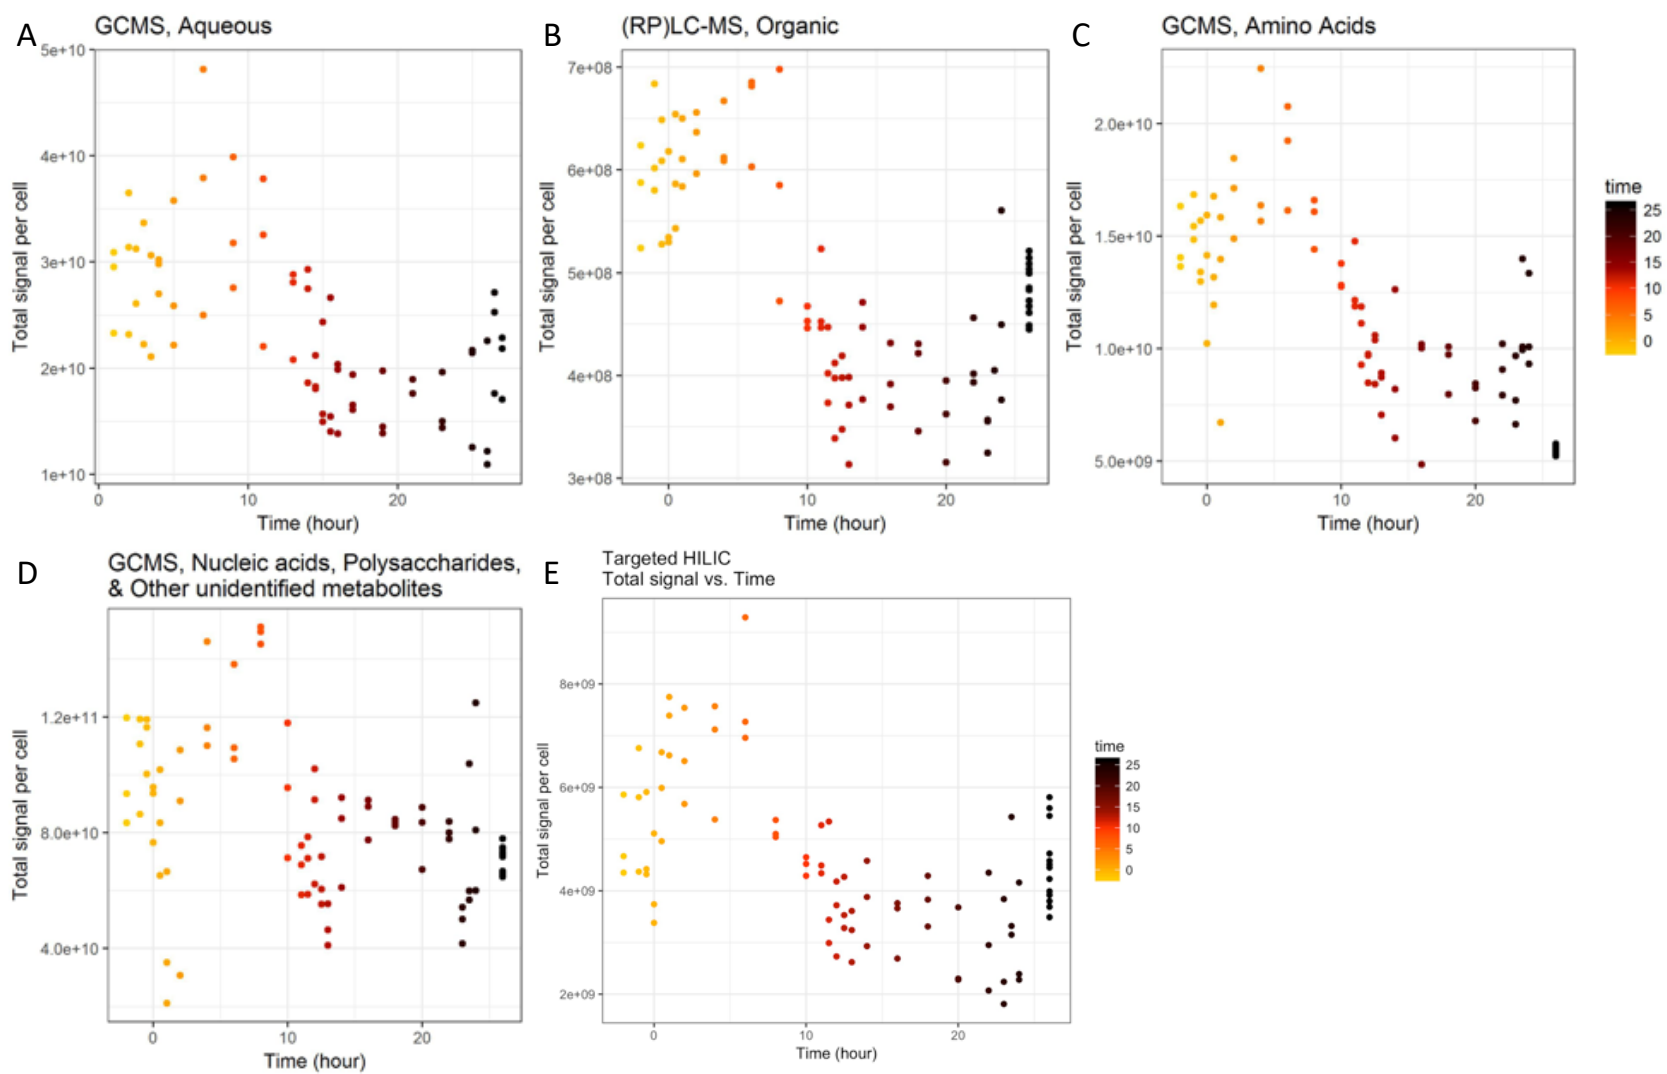 A
GCMS, Aqueous
5e+10
4e+10
3e+10
2e+10
1e+10
Total signal per cell
0
10
20
Time (hour)
B
(RP)LC-MS, Organic
7e+08
6e+08
5e+08
4e+08
3e+08
Total signal per cell
0
10
20
Time (hour)
C
GCMS, Amino Acids
2.0e+10
1.5e+10
1.0e+10
5.0e+09
Total signal per cell
0
10
20
Time (hour)
time
25
20
15
10
5
0
D
GCMS, Nucleic acids, Polysaccharides,
& Other unidentified metabolites
1.2e+11
8.0e+10
4.0e+10
Total signal per cell
0
10
20
Time (hour)
E
Targeted HILIC
Total signal vs. Time
8e+09
6e+09
4e+09
2e+09
Total signal per cell
0
10
20
Time (hour)
time
25
20
15
10
5
0